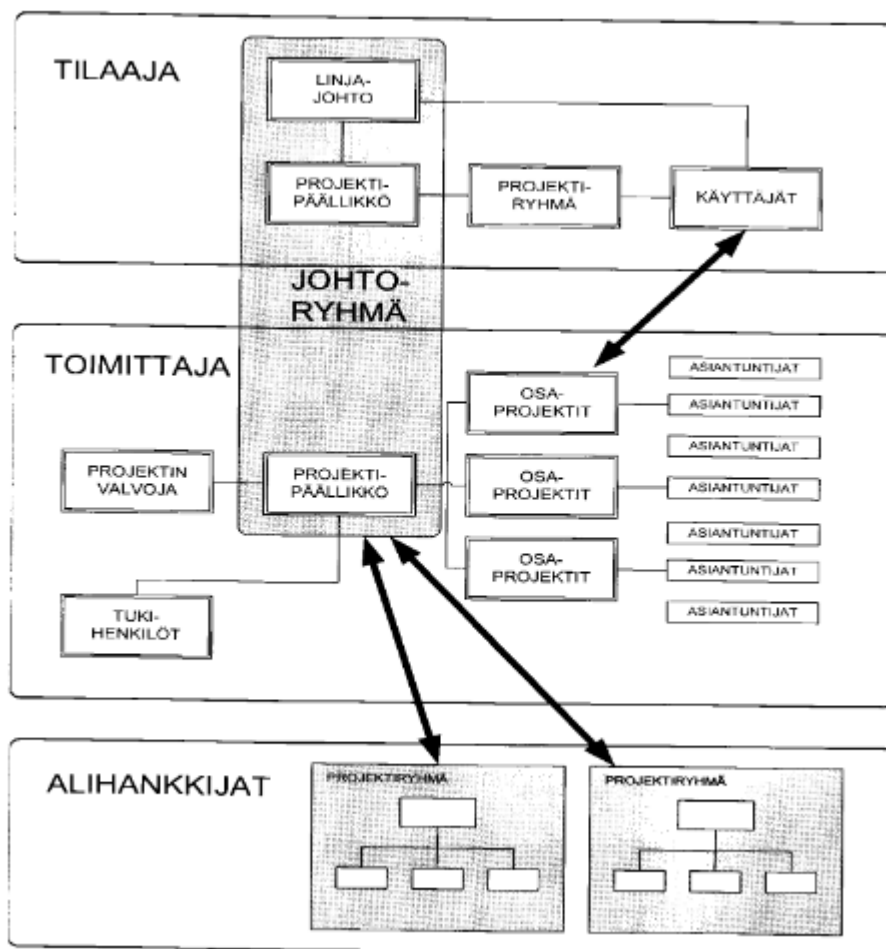 TILAAJA
LINJA-
JOHTO
PROJEKTI-
PÄÄLLIKKÖ
PROJEKTI-
RYHMÄ
KÄYTTÄJÄT
JOHTO-
RYHMÄ
TOIMITTAJA
PROJEKTIN
VALVOJA
PROJEKTI-
PÄÄLLIKKÖ
OSA-
PROJEKTIT
OSA-
PROJEKTIT
OSA-
PROJEKTIT
ASIANTUNTIJAT
ASIANTUNTIJAT
ASIANTUNTIJAT
ASIANTUNTIJAT
ASIANTUNTIJAT
ASIANTUNTIJAT
ASIANTUNTIJAT
TUKI-
HENKILÖT
ALIHANKKIJAT
PROJEKTIRYHMÄ
PROJEKTIRYHMÄ